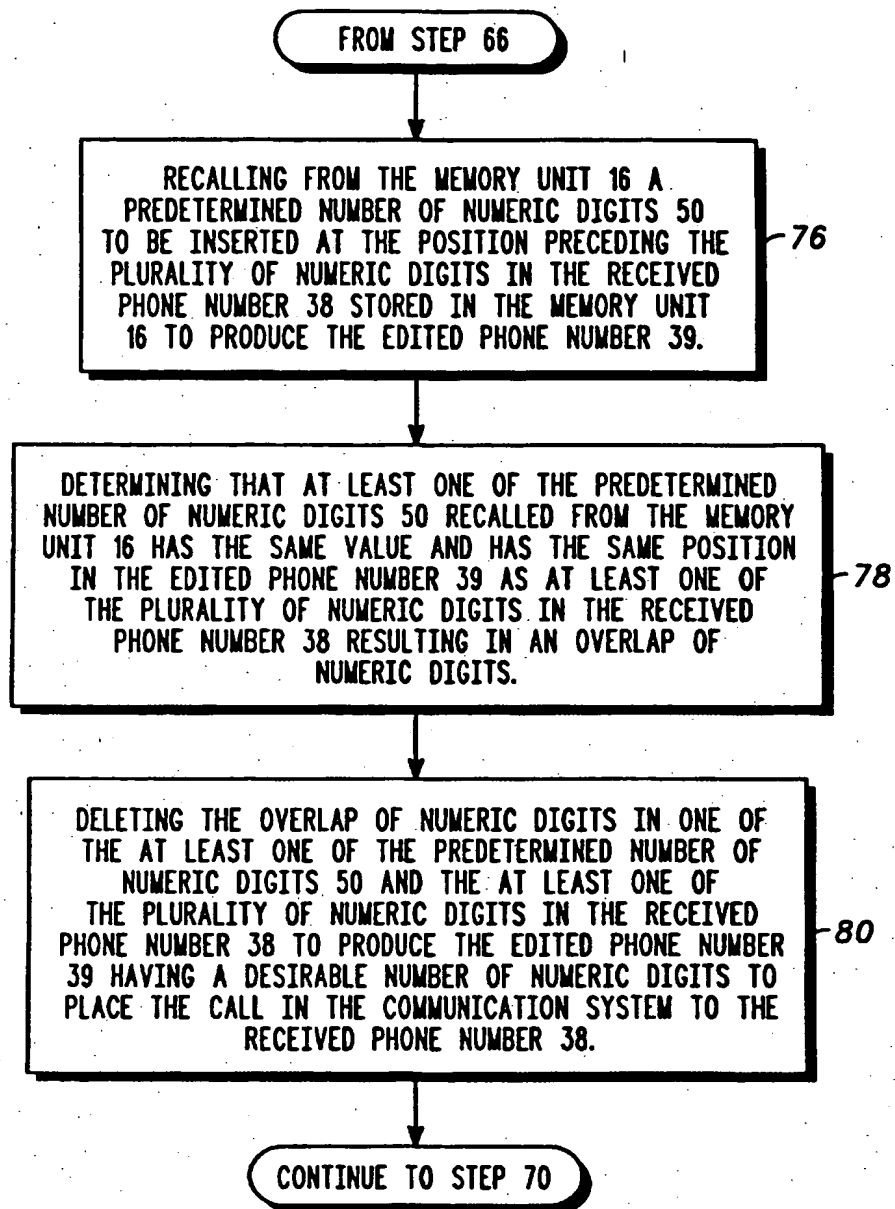 FROM STEP 66
RECALLING FROM THE MEMORY UNIT 16 A
PREDETERMINED NUMBER OF NUMERIC DIGITS 50
TO BE INSERTED AT THE POSITION PRECEDING THE
PLURALITY OF NUMERIC DIGITS IN THE RECEIVED
PHONE NUMBER 38 STORED IN THE MEMORY UNIT
16 TO PRODUCE THE EDITED PHONE NUMBER 39.
76
DETERMINING THAT AT LEAST ONE OF THE PREDETERMINED
NUMBER OF NUMERIC DIGITS 50 RECALLED FROM THE MEMORY
UNIT 16 HAS THE SAME VALUE AND HAS THE SAME POSITION
IN THE EDITED PHONE NUMBER 39 AS AT LEAST ONE OF
THE PLURALITY OF NUMERIC DIGITS IN THE RECEIVED
PHONE NUMBER 38 RESULTING IN AN OVERLAP OF
NUMERIC DIGITS.
78
DELETING THE OVERLAP OF NUMERIC DIGITS IN ONE OF
THE AT LEAST ONE OF THE PREDETERMINED NUMBER OF
NUMERIC DIGITS 50 AND THE AT LEAST ONE OF
THE PLURALITY OF NUMERIC DIGITS IN THE RECEIVED
PHONE NUMBER 38 TO PRODUCE THE EDITED PHONE NUMBER
39 HAVING A DESIRABLE NUMBER OF NUMERIC DIGITS TO
PLACE THE CALL IN THE COMMUNICATION SYSTEM TO THE
RECEIVED PHONE NUMBER 38.
80
CONTINUE TO STEP 70